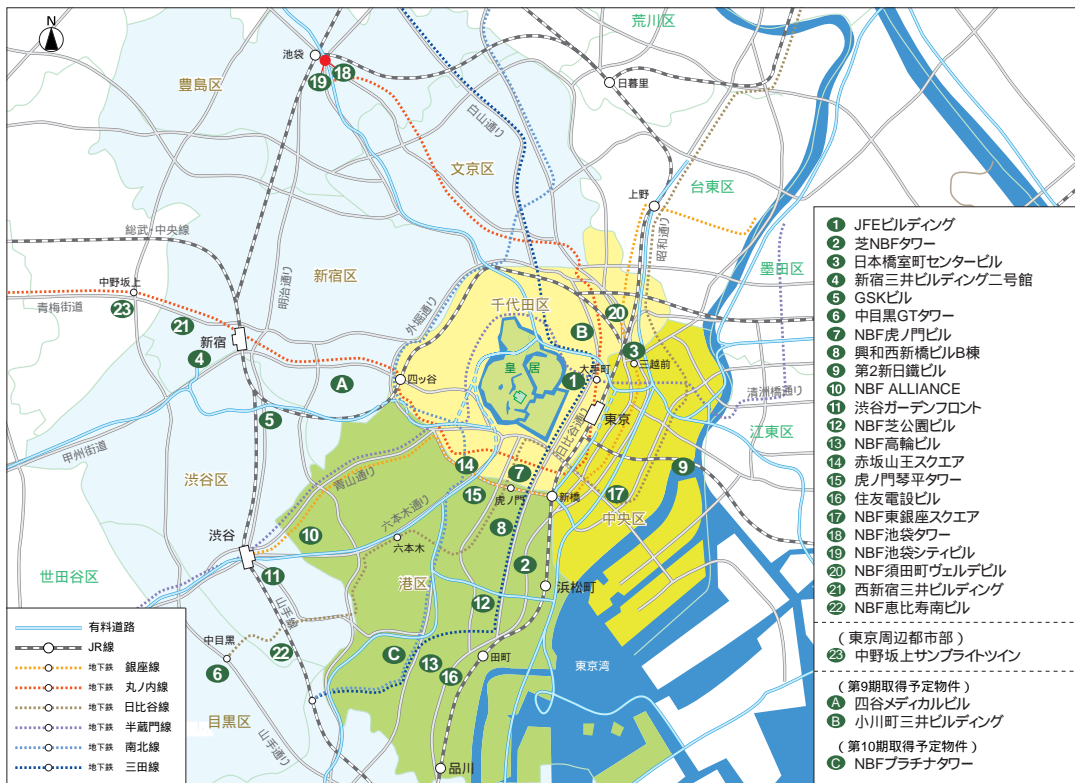 N
荒川区
池袋
豊島区
18
19
日暮里
白山通り
文京区
台東区
上野
昭和通り
総武・中央線
新宿区
明治通り
外堀通り
墨田区
中野坂上
青梅街道
23
21
新宿
4
千代田区
20
B
皇居
3
三越前
大手町
1
A
四ッ谷
清洲橋通り
日比谷通り
東京
江東区
5
甲州街道
渋谷区
青山通り
14
7
9
15
虎ノ門
新橋
17
中央区
六本木通り
10
8
六本木
渋谷
11
2
港区
浜松町
世田谷区
山手線
12
中目黒
6
22
C
13
16
田町
東京湾
目黒区
山手通り
品川
有料道路
JR線
地下鉄 銀座線
地下鉄 丸ノ内線
地下鉄 日比谷線
地下鉄 半蔵門線
地下鉄 南北線
地下鉄 三田線
1 JFEビルディング
2 芝NBFタワー
3 日本橋室町センタービル
4 新宿三井ビルディング二号館
5 GSKビル
6 中目黒GTタワー
7 NBF虎ノ門ビル
8 興和西新橋ビルB棟
9 第2新日鐵ビル
10 NBF ALLIANCE
11 渋谷ガーデンフロント
12 NBF芝公園ビル
13 NBF高輪ビル
14 赤坂山王スクエア
15 虎ノ門琴平タワー
16 住友電設ビル
17 NBF東銀座スクエア
18 NBF池袋タワー
19 NBF池袋シティビル
20 NBF須田町ヴェルデビル
21 西新宿三井ビルディング
22 NBF恵比寿南ビル
(東京周辺都市部)
23 中野坂上サンブライトツイン
(第9期取得予定物件)
A 四谷メディカルビル
B 小川町三井ビルディング
(第10期取得予定物件)
C NBFプラチナタワー